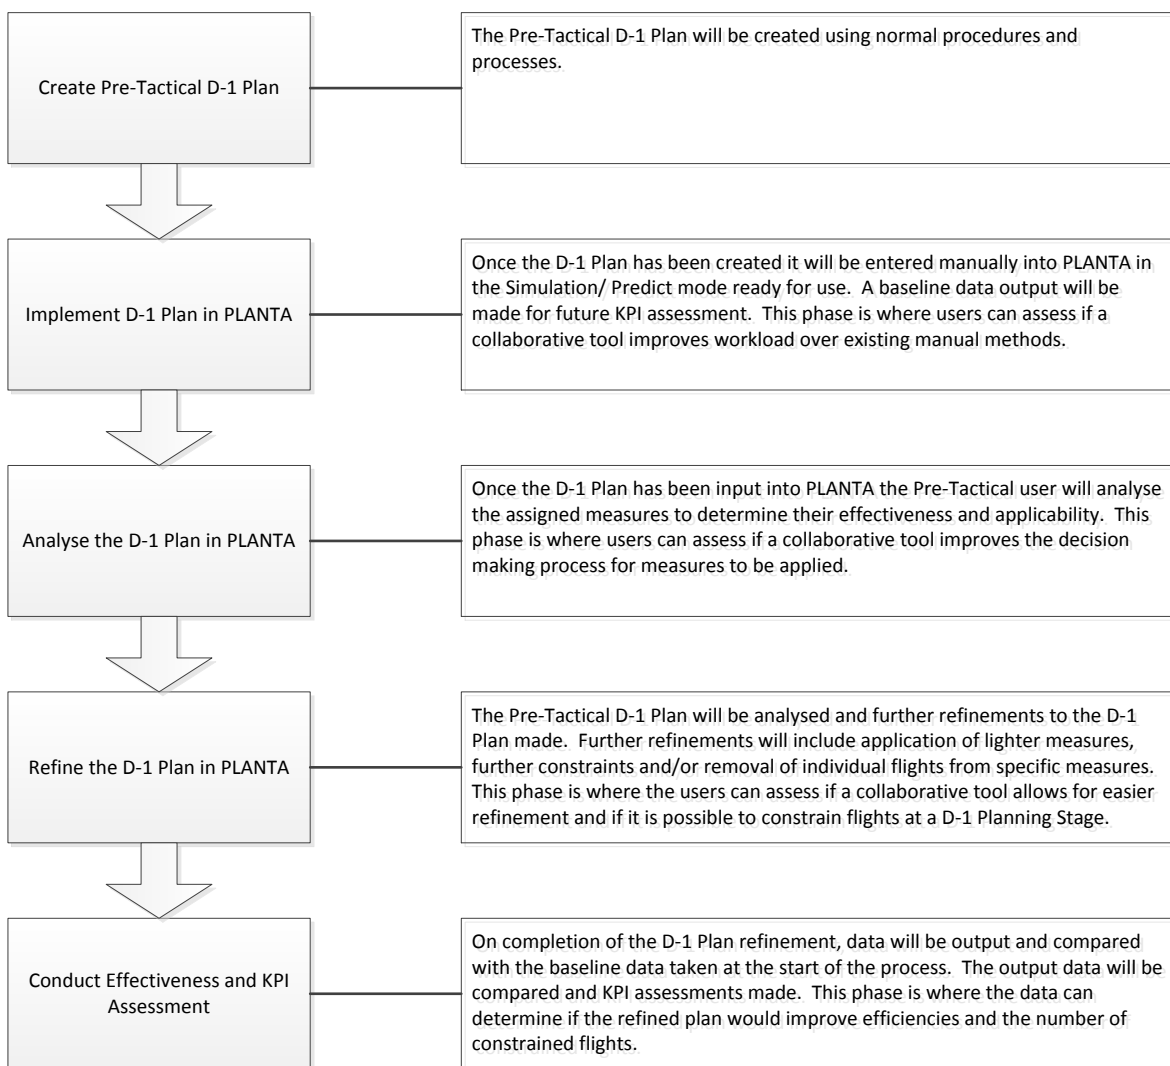 Create Pre-Tactical D-1 Plan
The Pre-Tactical D-1 Plan will be created using normal procedures and
processes.
Implement D-1 Plan in PLANTA
Once the D-1 Plan has been created it will be entered manually into PLANTA in
the Simulation/ Predict mode ready for use.  A baseline data output will be
made for future KPI assessment.  This phase is where users can assess if a
collaborative tool improves workload over existing manual methods.
Analyse the D-1 Plan in PLANTA
Once the D-1 Plan has been input into PLANTA the Pre-Tactical user will analyse
the assigned measures to determine their effectiveness and applicability.  This
phase is where users can assess if a collaborative tool improves the decision
making process for measures to be applied.
Refine the D-1 Plan in PLANTA
The Pre-Tactical D-1 Plan will be analysed and further refinements to the D-1
Plan made.  Further refinements will include application of lighter measures,
further constraints and/or removal of individual flights from specific measures.
This phase is where the users can assess if a collaborative tool allows for easier
refinement and if it is possible to constrain flights at a D-1 Planning Stage.
Conduct Effectiveness and KPI
Assessment
On completion of the D-1 Plan refinement, data will be output and compared
with the baseline data taken at the start of the process.  The output data will be
compared and KPI assessments made.  This phase is where the data can
determine if the refined plan would improve efficiencies and the number of
constrained flights.